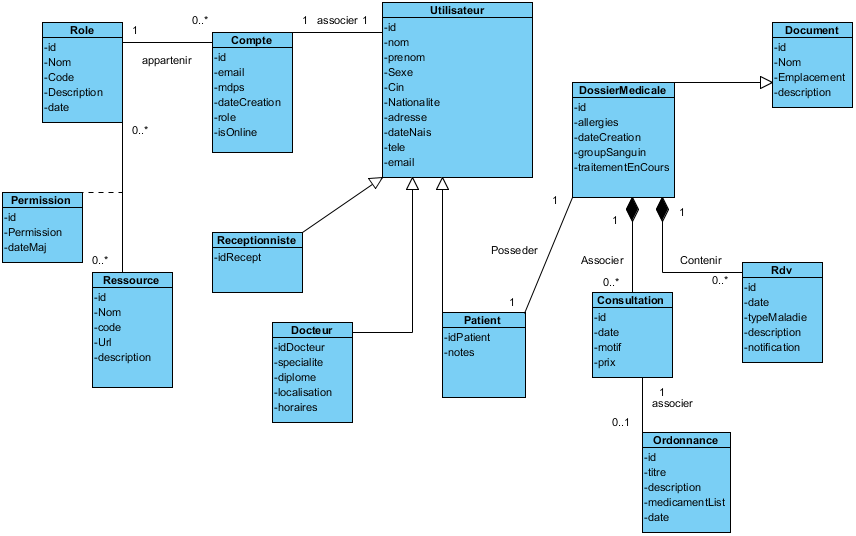 Role
-id
-Nom
-Code
-Description
-date
1
0..*
appartenir
Compte
-id
-email
-mdps
-dateCreation
-role
-isOnline
1
associer
1
Utilisateur
-id
-nom
-prenom
-Sexe
-Cin
-Nationalite
-adresse
-dateNais
-tele
-email
Document
-id
-Nom
-Emplacement
-description
DossierMedicale
-id
-allergies
-dateCreation
-groupSanguin
-traitementEnCours
0..*
Permission
-id
-Permission
-dateMaj
0..*
Ressource
-id
-Nom
-code
-Url
-description
Receptionniste
-idRecept
Docteur
-idDocteur
-specialite
-diplome
-localisation
-horaires
Patient
-idPatient
-notes
1
Posseder
1
1
Associer
0..*
1
Contenir
0..*
Consultation
-id
-date
-motif
-prix
Rdv
-id
-date
-typeMaladie
-description
-notification
1
associer
0..1
Ordonnance
-id
-titre
-description
-medicamentList
-date